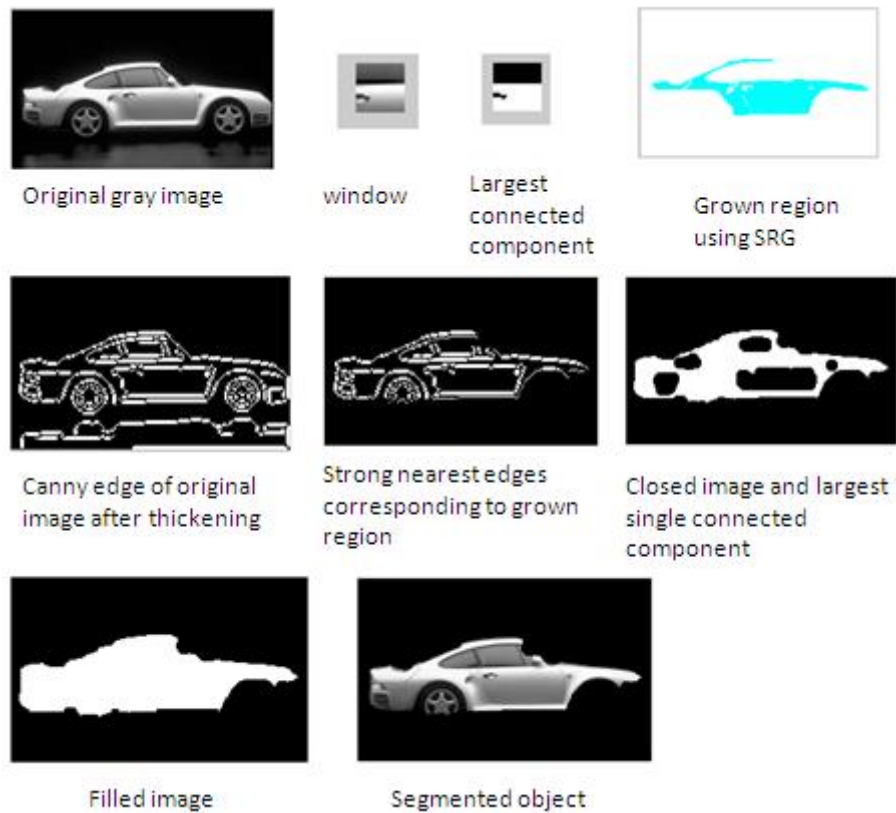 Original gray image
window
Largest
connected
component
Grown region
using SRG
Canny edge of original
image after thickening
Strong nearest edges
corresponding to grown
region
Closed image and largest
single connected
component
Filled image
Segmented object